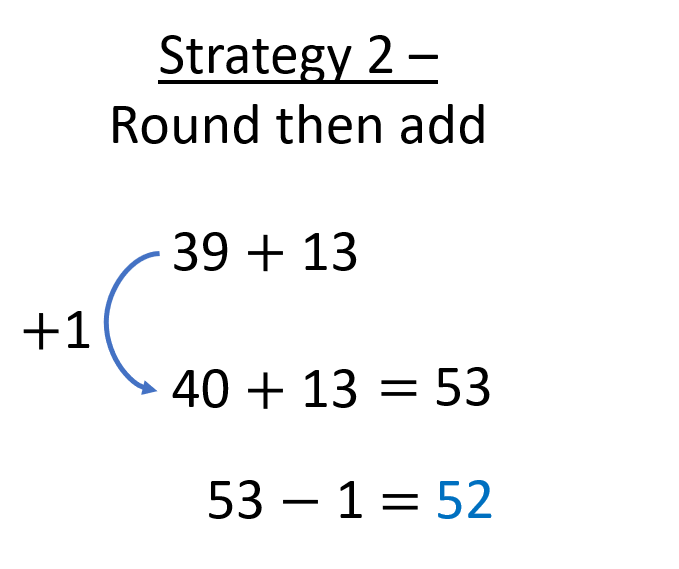 Strategy 2 –
Round then add
39 + 13
+1
40 + 13 = 53
53 − 1 = 52